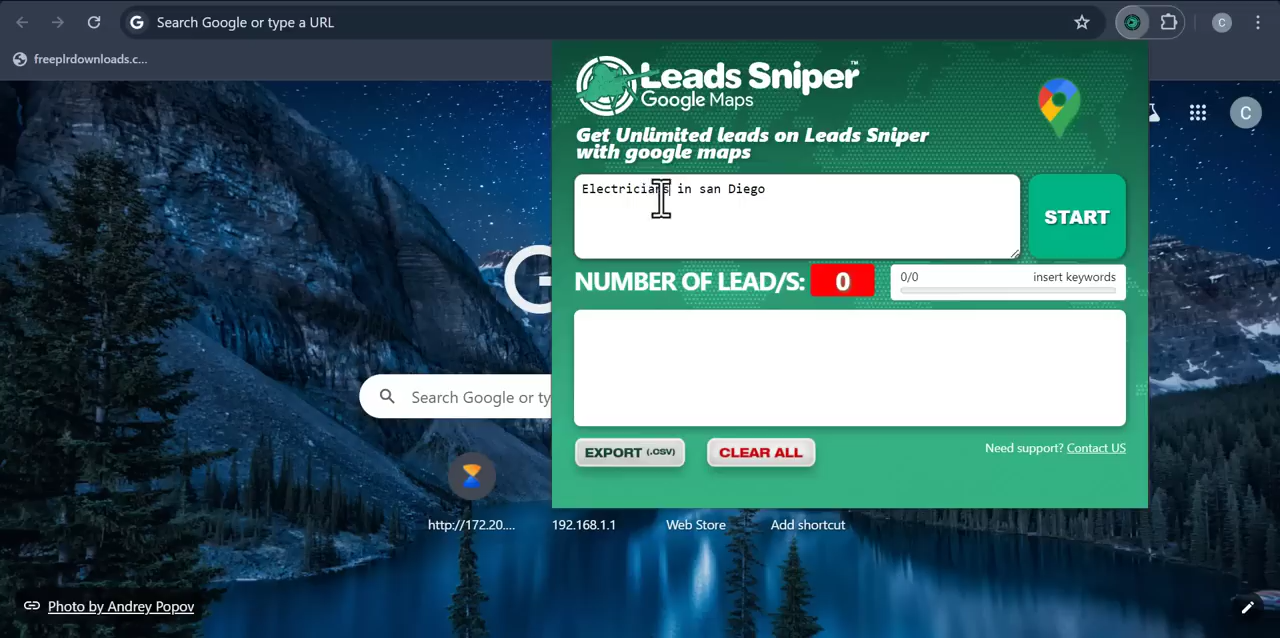 Search Google or type a URL
C
freeplrdownloads.c...
Leads Sniper™
Google Maps
C
Get Unlimited leads on Leads Sniper
with google maps
Electricians in san Diego
START
NUMBER OF LEAD/S: 0
0/0 insert keywords
Search Google or ty
EXPORT (.CSV)
CLEAR ALL
Need support? Contact US
http://172.20....
192.168.1.1
Web Store
Add shortcut
Photo by Andrey Popov